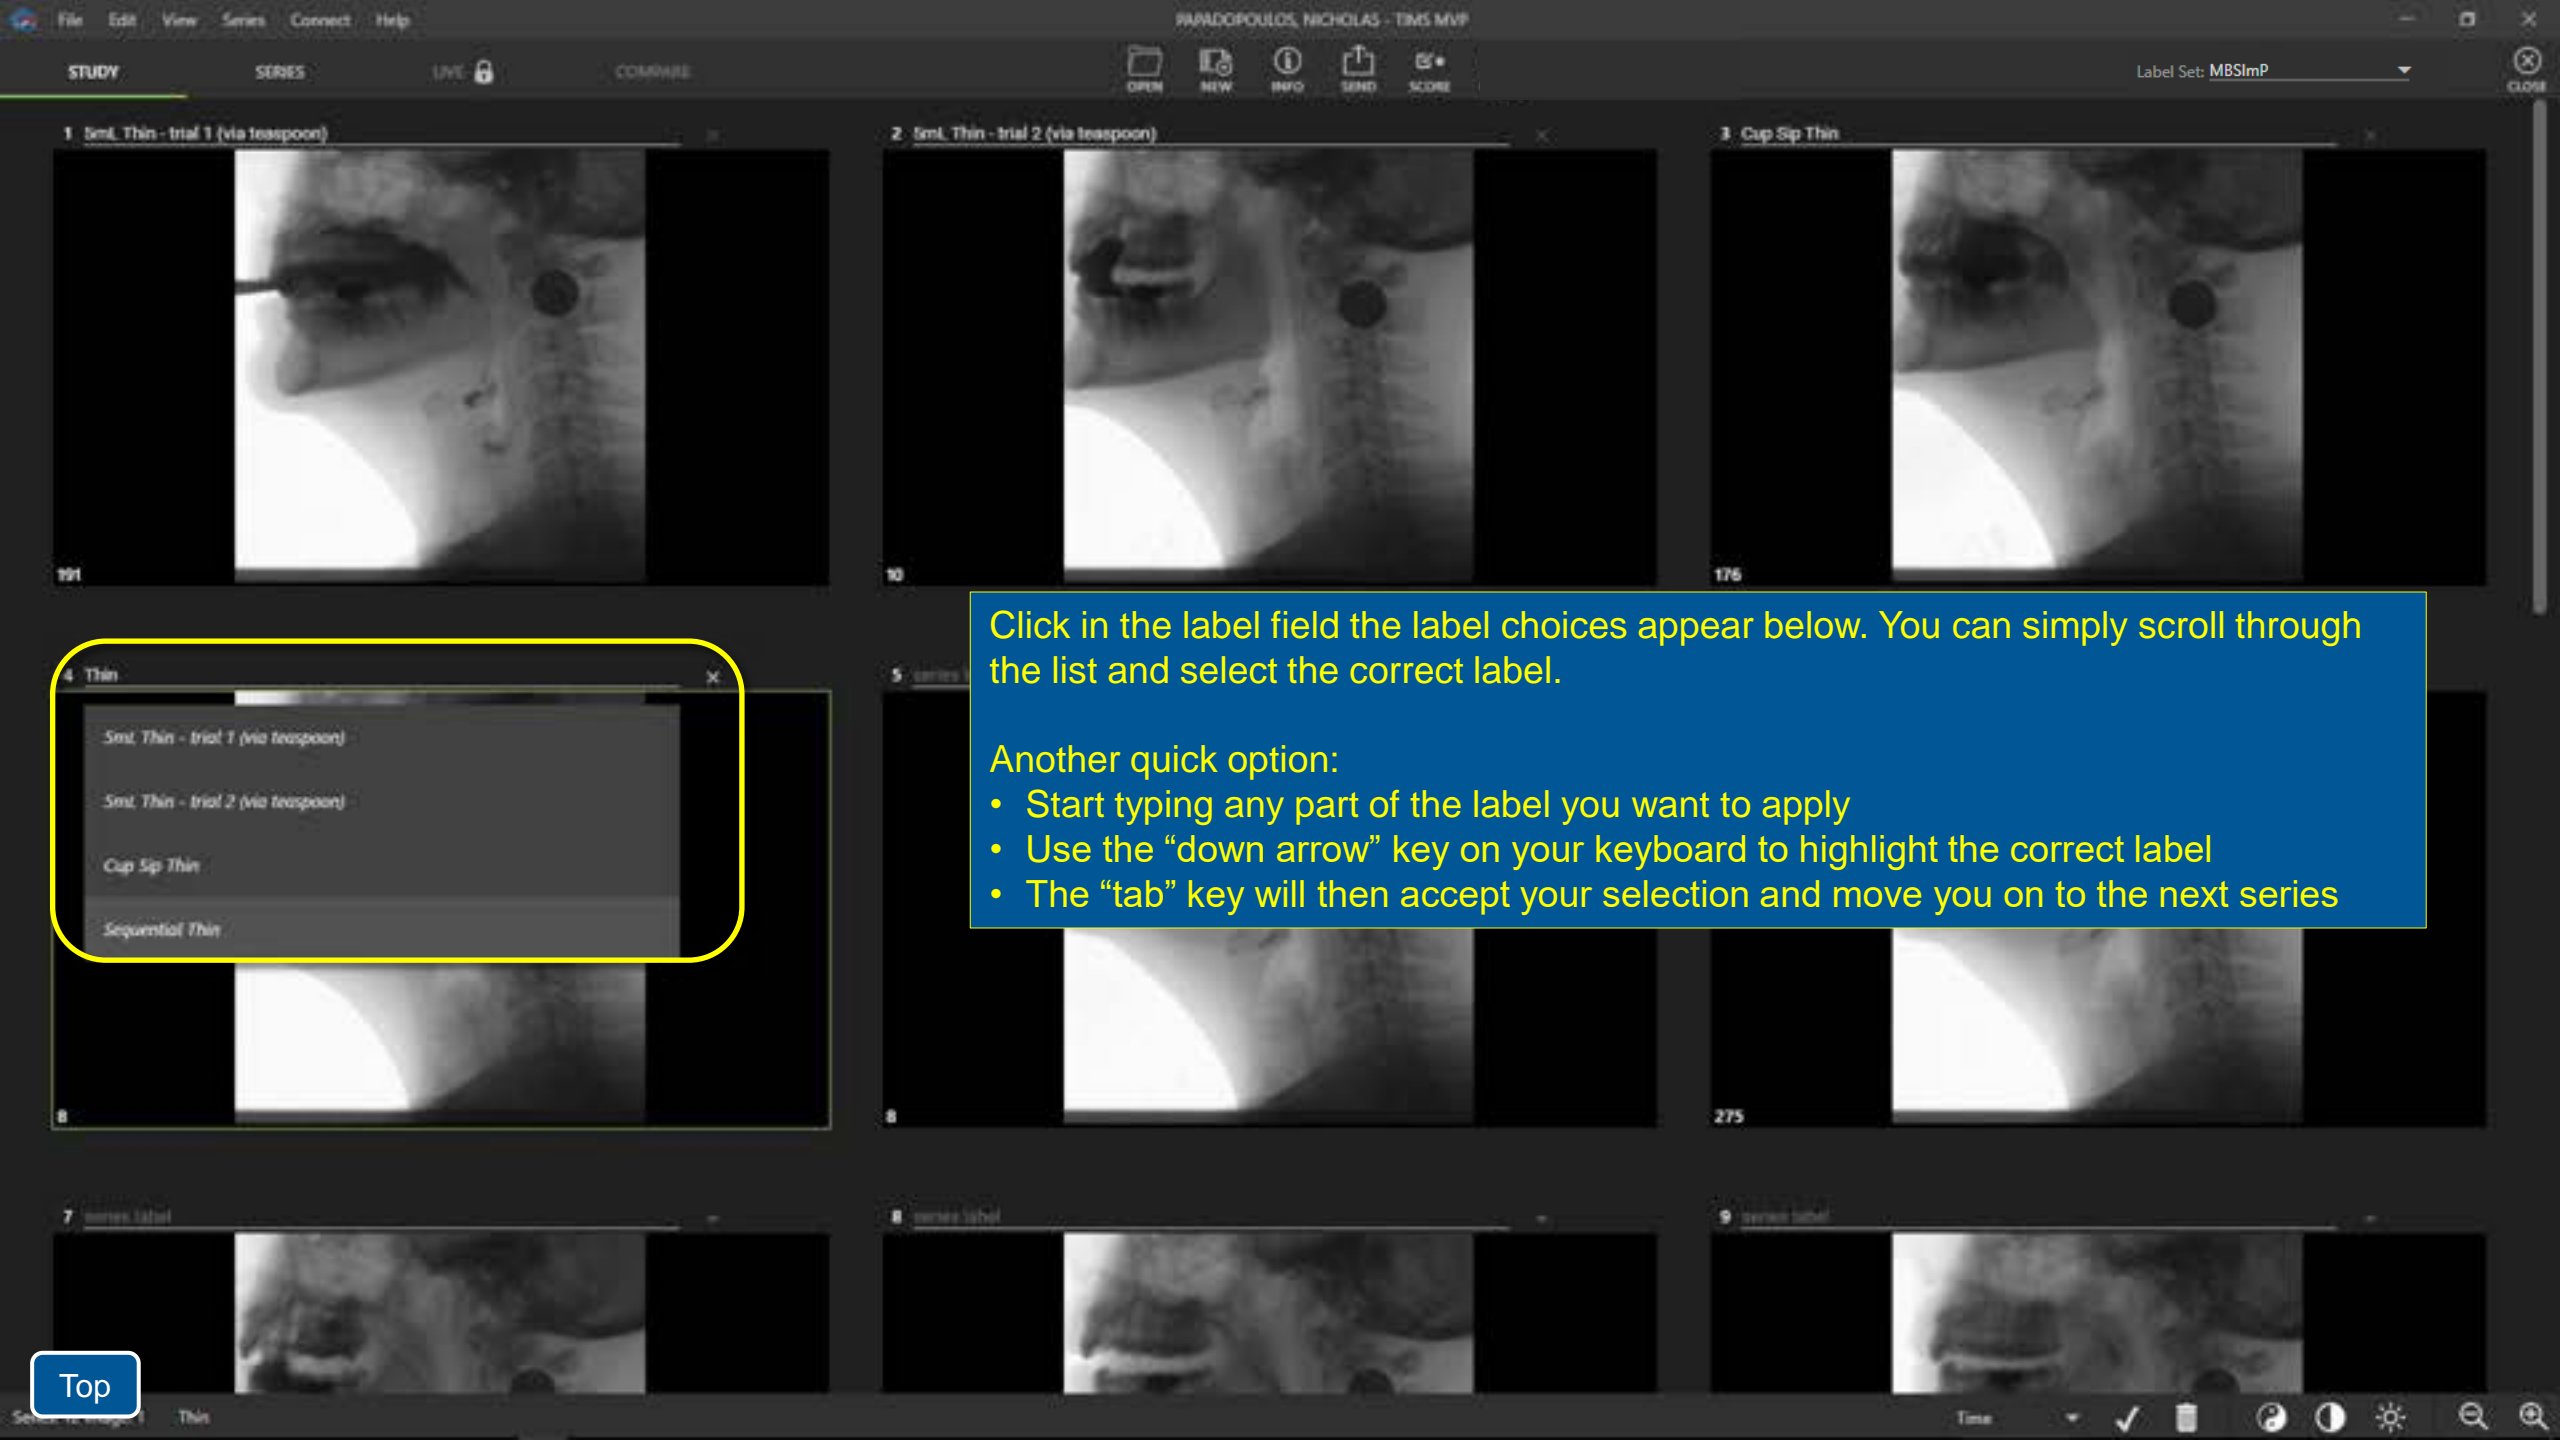 File Edit View Series Connect Help
PAPADOPOULOS, NICHOLAS - TIMS MVP
STUDY SERIES LIVE COMPARE
OPEN NEW INFO SEND SCORE
Label Set: MBSImP
CLOSE
1 5mL Thin - trial 1 (via teaspoon)
2 5mL Thin - trial 2 (via teaspoon)
3 Cup Sip Thin
191
10
176
4 Thin
5mL Thin - trial 1 (via teaspoon)
5mL Thin - trial 2 (via teaspoon)
Cup Sip Thin
Sequential Thin
5 series
Click in the label field the label choices appear below. You can simply scroll through
the list and select the correct label.
Another quick option:
• Start typing any part of the label you want to apply
• Use the “down arrow” key on your keyboard to highlight the correct label
• The “tab” key will then accept your selection and move you on to the next series
8
8
275
7 series label
8 series label
9 series label
Top
Thin
Time